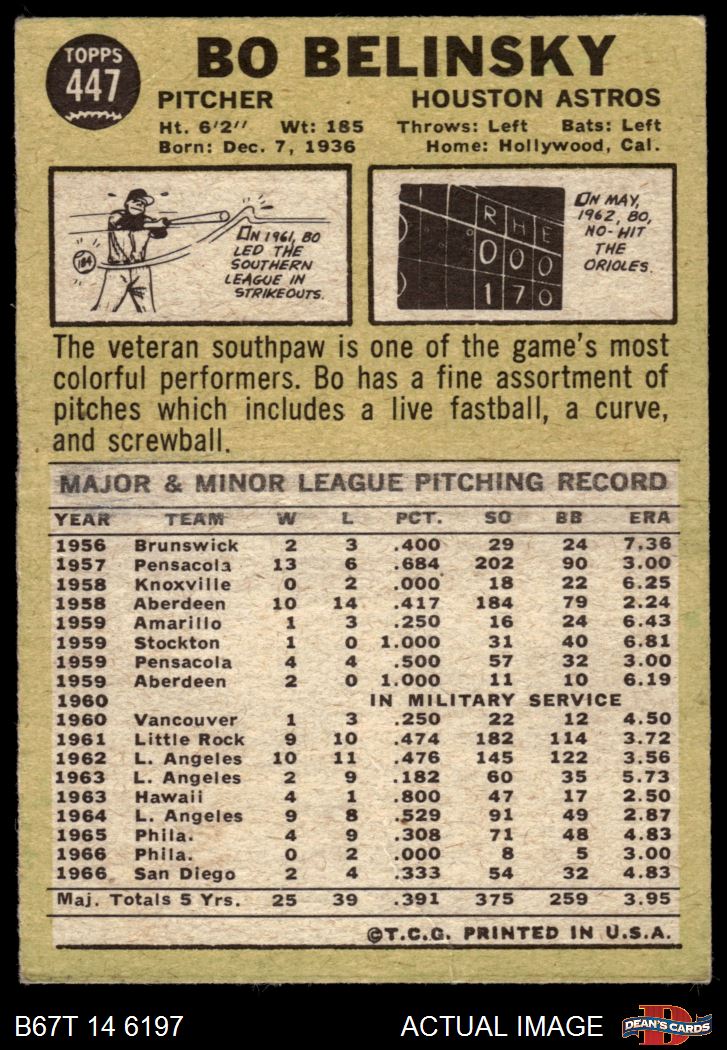 TOPPS
447
BO BELINSKY
PITCHER HOUSTON ASTROS
Ht. 6'2" Wt: 185 Throws: Left Bats: Left
Born: Dec. 7, 1936 Home: Hollywood, Cal.
184
ON 1961, BO
LED THE
SOUTHERN
LEAGUE IN
STRIKEOUTS.
R H E
0 0 0
1 7 0
ON MAY,
1962, BO,
NO-HIT
THE
ORIOLES.
The veteran southpaw is one of the game's most
colorful performers. Bo has a fine assortment of
pitches which includes a live fastball, a curve,
and screwball.
MAJOR & MINOR LEAGUE PITCHING RECORD
YEAR TEAM W L PCT. SO BB ERA
1956 Brunswick 2 3 .400 29 24 7.36
1957 Pensacola 13 6 .684 202 90 3.00
1958 Knoxville 0 2 .000 18 22 6.25
1958 Aberdeen 10 14 .417 184 79 2.24
1959 Amarillo 1 3 .250 16 24 6.43
1959 Stockton 1 0 1.000 31 40 6.81
1959 Pensacola 4 4 .500 57 32 3.00
1959 Aberdeen 2 0 1.000 11 10 6.19
1960 IN MILITARY SERVICE
1960 Vancouver 1 3 .250 22 12 4.50
1961 Little Rock 9 10 .474 182 114 3.72
1962 L. Angeles 10 11 .476 145 122 3.56
1963 L. Angeles 2 9 .182 60 35 5.73
1963 Hawaii 4 1 .800 47 17 2.50
1964 L. Angeles 9 8 .529 91 49 2.87
1965 Phila. 4 9 .308 71 48 4.83
1966 Phila. 0 2 .000 8 5 3.00
1966 San Diego 2 4 .333 54 32 4.83
Maj. Totals 5 Yrs. 25 39 .391 375 259 3.95
©T.C.G. PRINTED IN U.S.A.
B67T 14 6197 ACTUAL IMAGE
D
DEAN'S CARDS